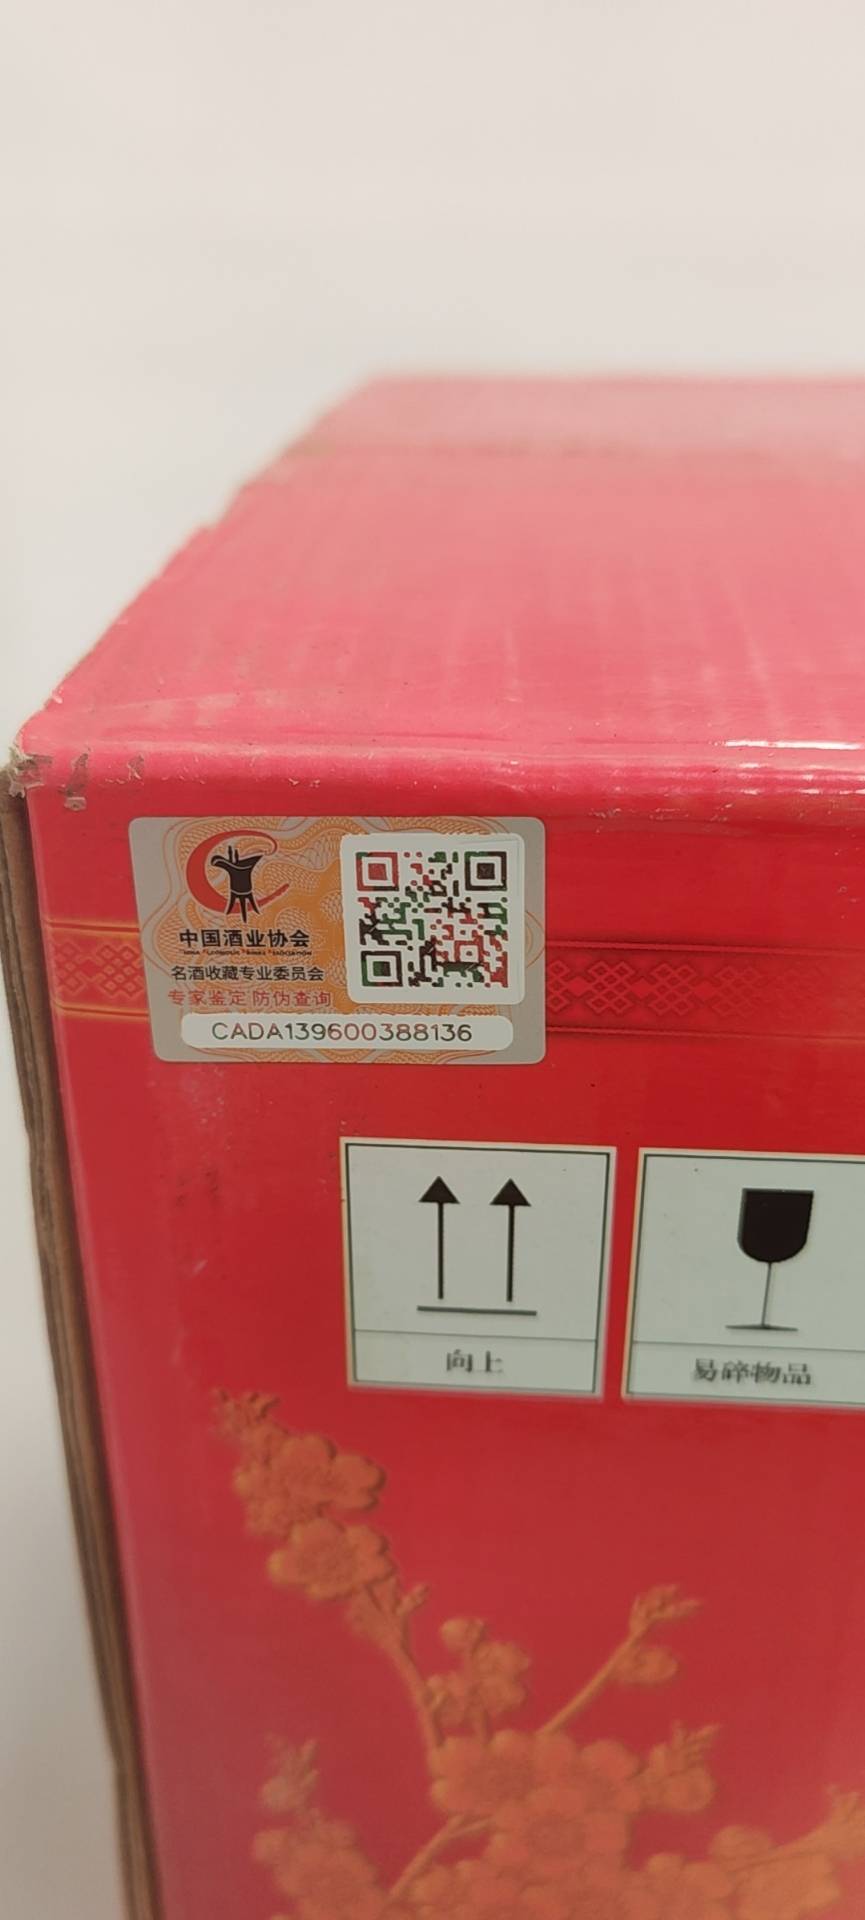 中国酒业协会
名酒收藏专业委员会
专家鉴定 防伪查询
CADA139600388136
向上
易碎物品